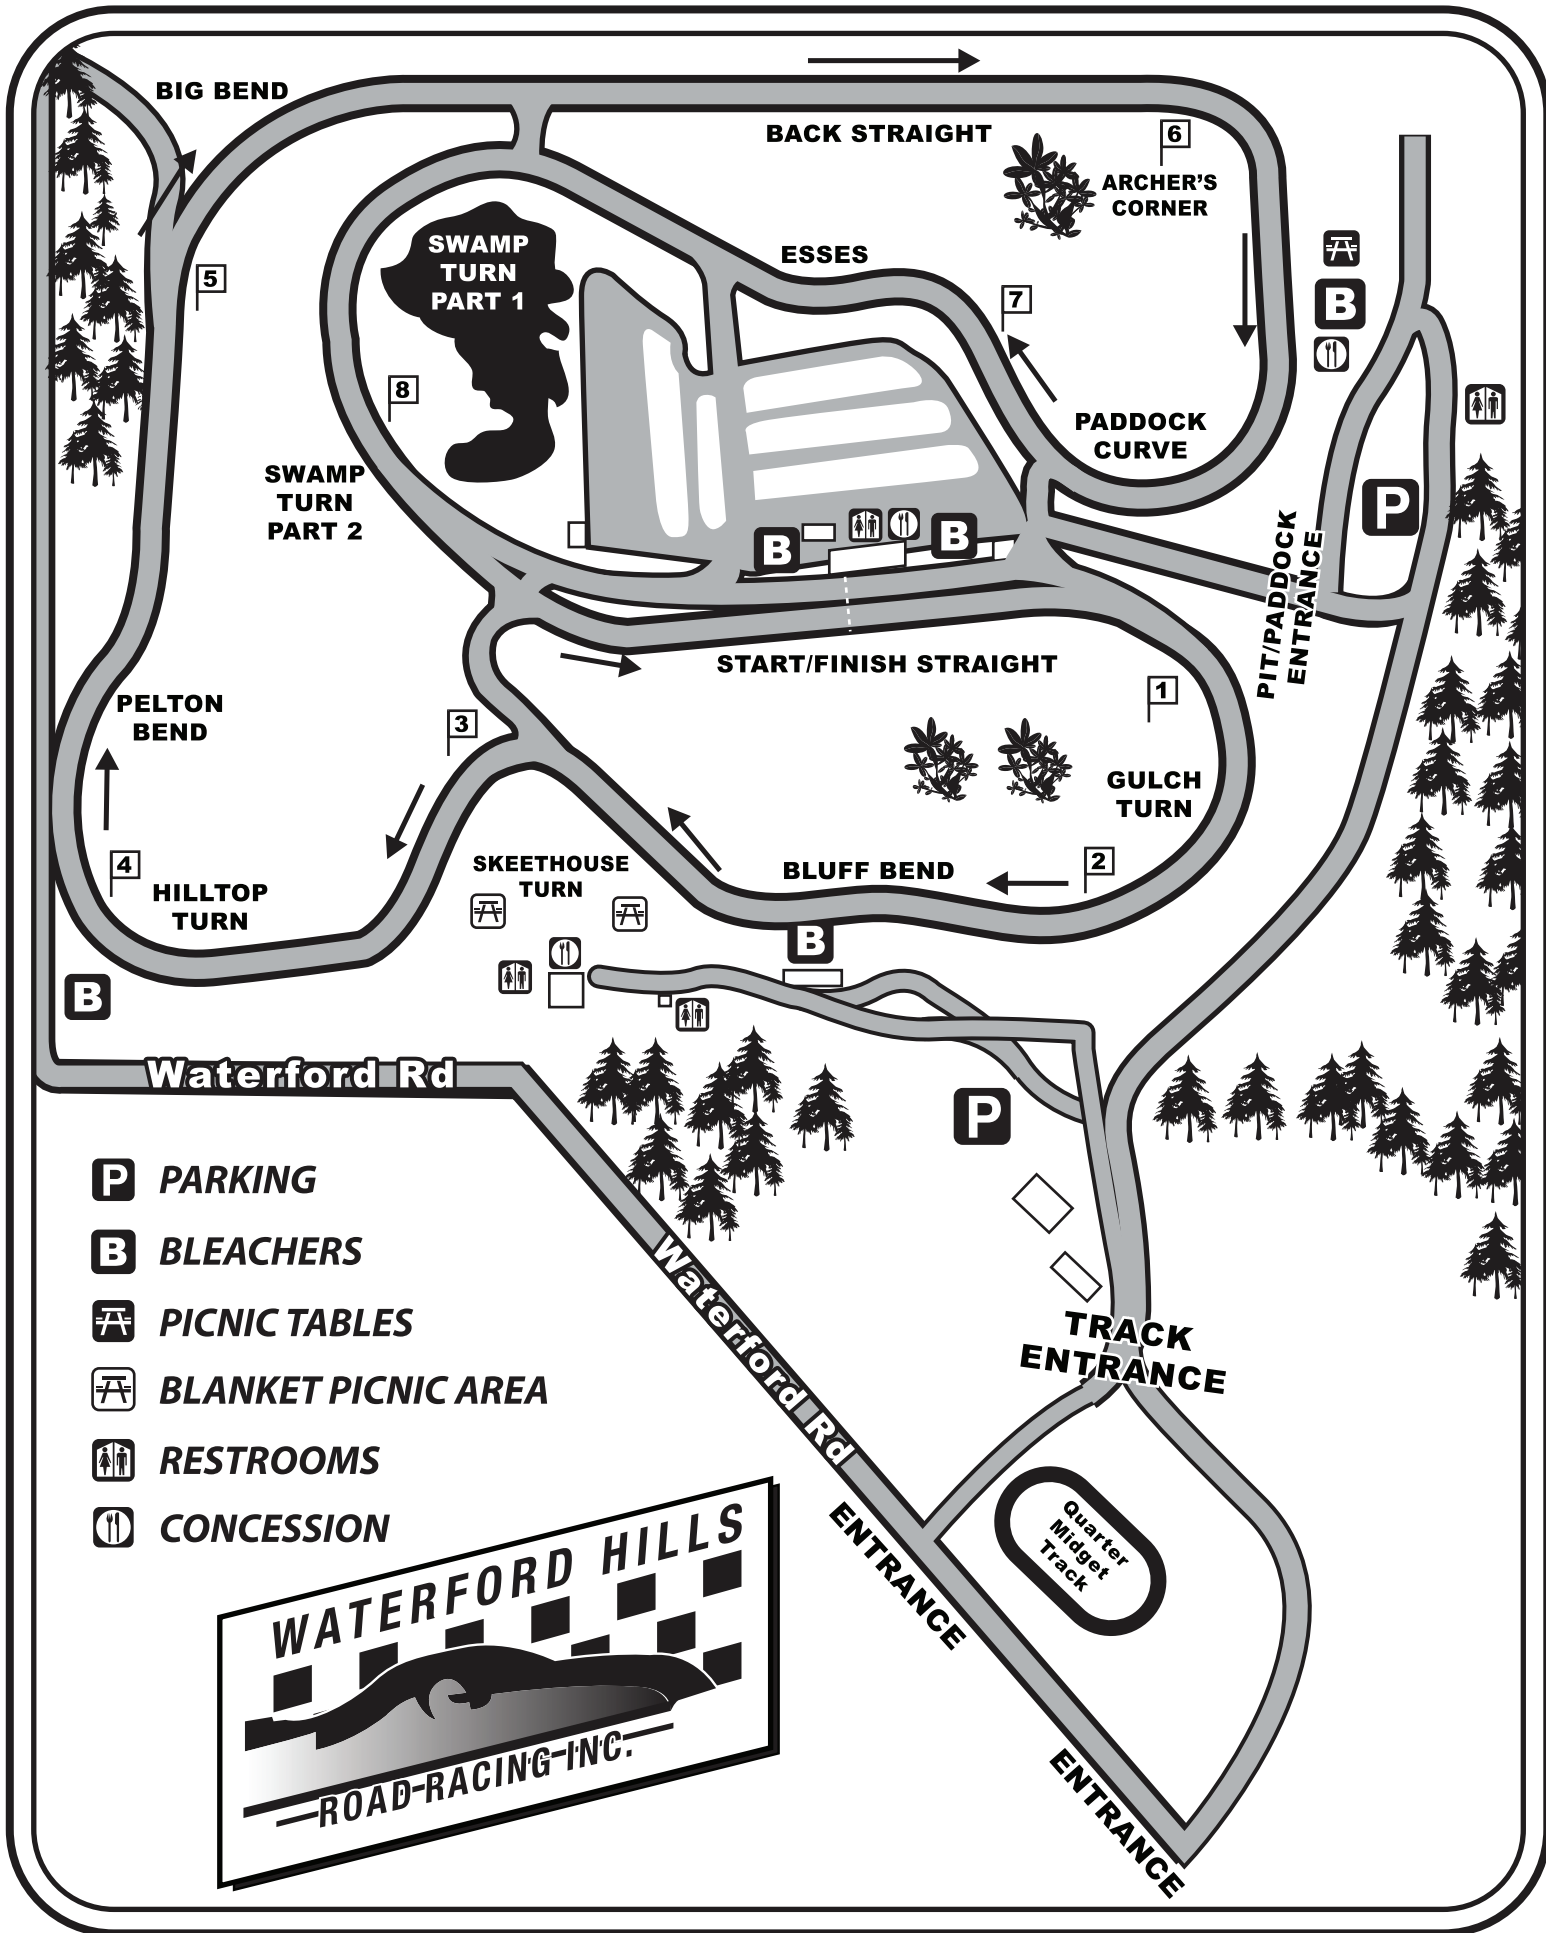 BIG BEND
BACK STRAIGHT
6
ARCHER'S
CORNER
SWAMP
TURN
PART 1
ESSES
5
7
B
8
PADDOCK
CURVE
SWAMP
TURN
PART 2
P
B
B
PIT/PADDOCK
ENTRANCE
START/FINISH STRAIGHT
1
PELTON
BEND
3
GULCH
TURN
4
HILLTOP
TURN
SKEETHOUSE
TURN
BLUFF BEND
2
B
B
Waterford Rd
P
P PARKING
B BLEACHERS
PICNIC TABLES
BLANKET PICNIC AREA
RESTROOMS
CONCESSION
Waterford Rd
TRACK
ENTRANCE
ENTRANCE
Quarter
Midget
Track
ENTRANCE
WATERFORD HILLS
ROAD RACING INC.